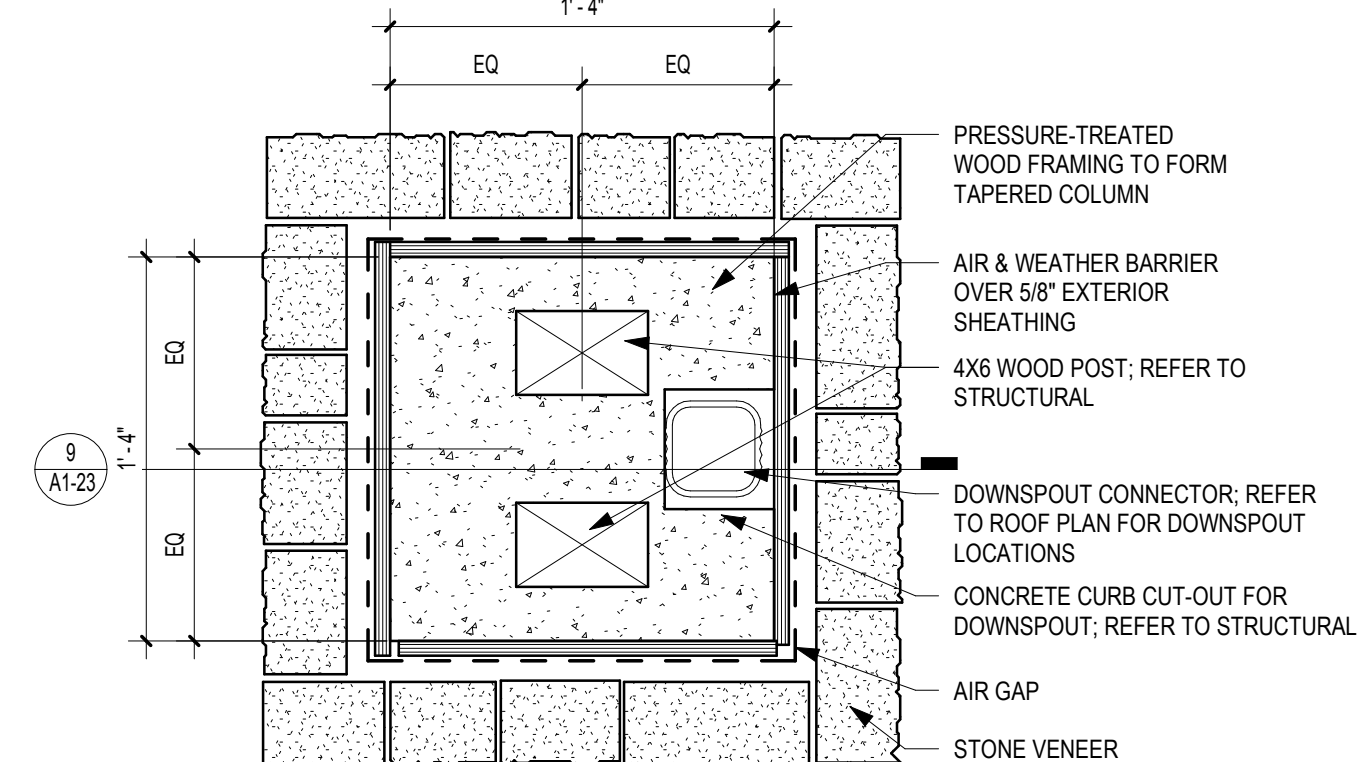 1' - 4"
EQ
EQ
PRESSURE-TREATED
WOOD FRAMING TO FORM
TAPERED COLUMN
AIR & WEATHER BARRIER
OVER 5/8" EXTERIOR
SHEATHING
4X6 WOOD POST; REFER TO
STRUCTURAL
EQ
1' - 4"
9
A1-23
EQ
DOWNSPOUT CONNECTOR; REFER
TO ROOF PLAN FOR DOWNSPOUT
LOCATIONS
CONCRETE CURB CUT-OUT FOR
DOWNSPOUT; REFER TO STRUCTURAL
AIR GAP
STONE VENEER